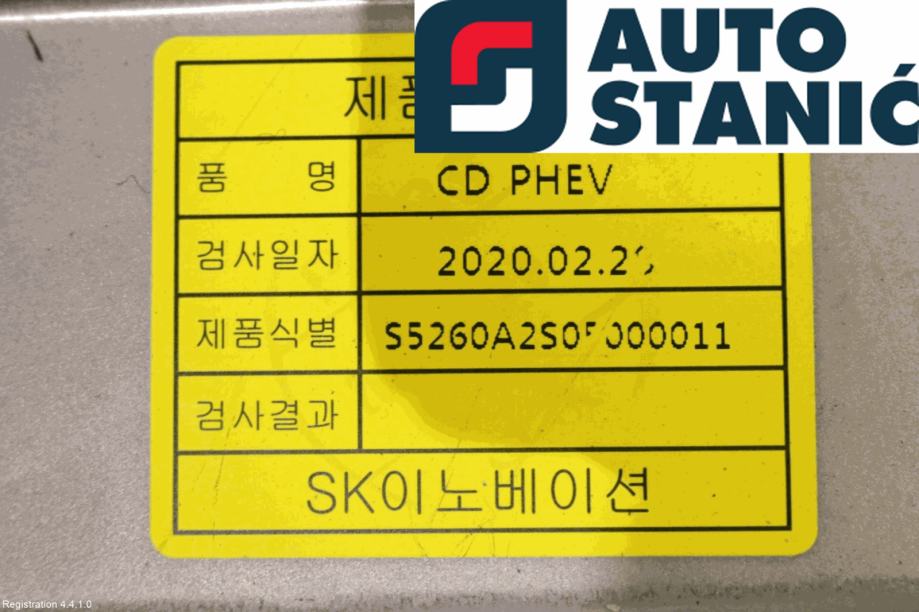 AUTO
STANIĆ
품 명 CD PHEV
검사일자
제품식별
검사결과
SK이노베이션
Registration 4.4.1.0